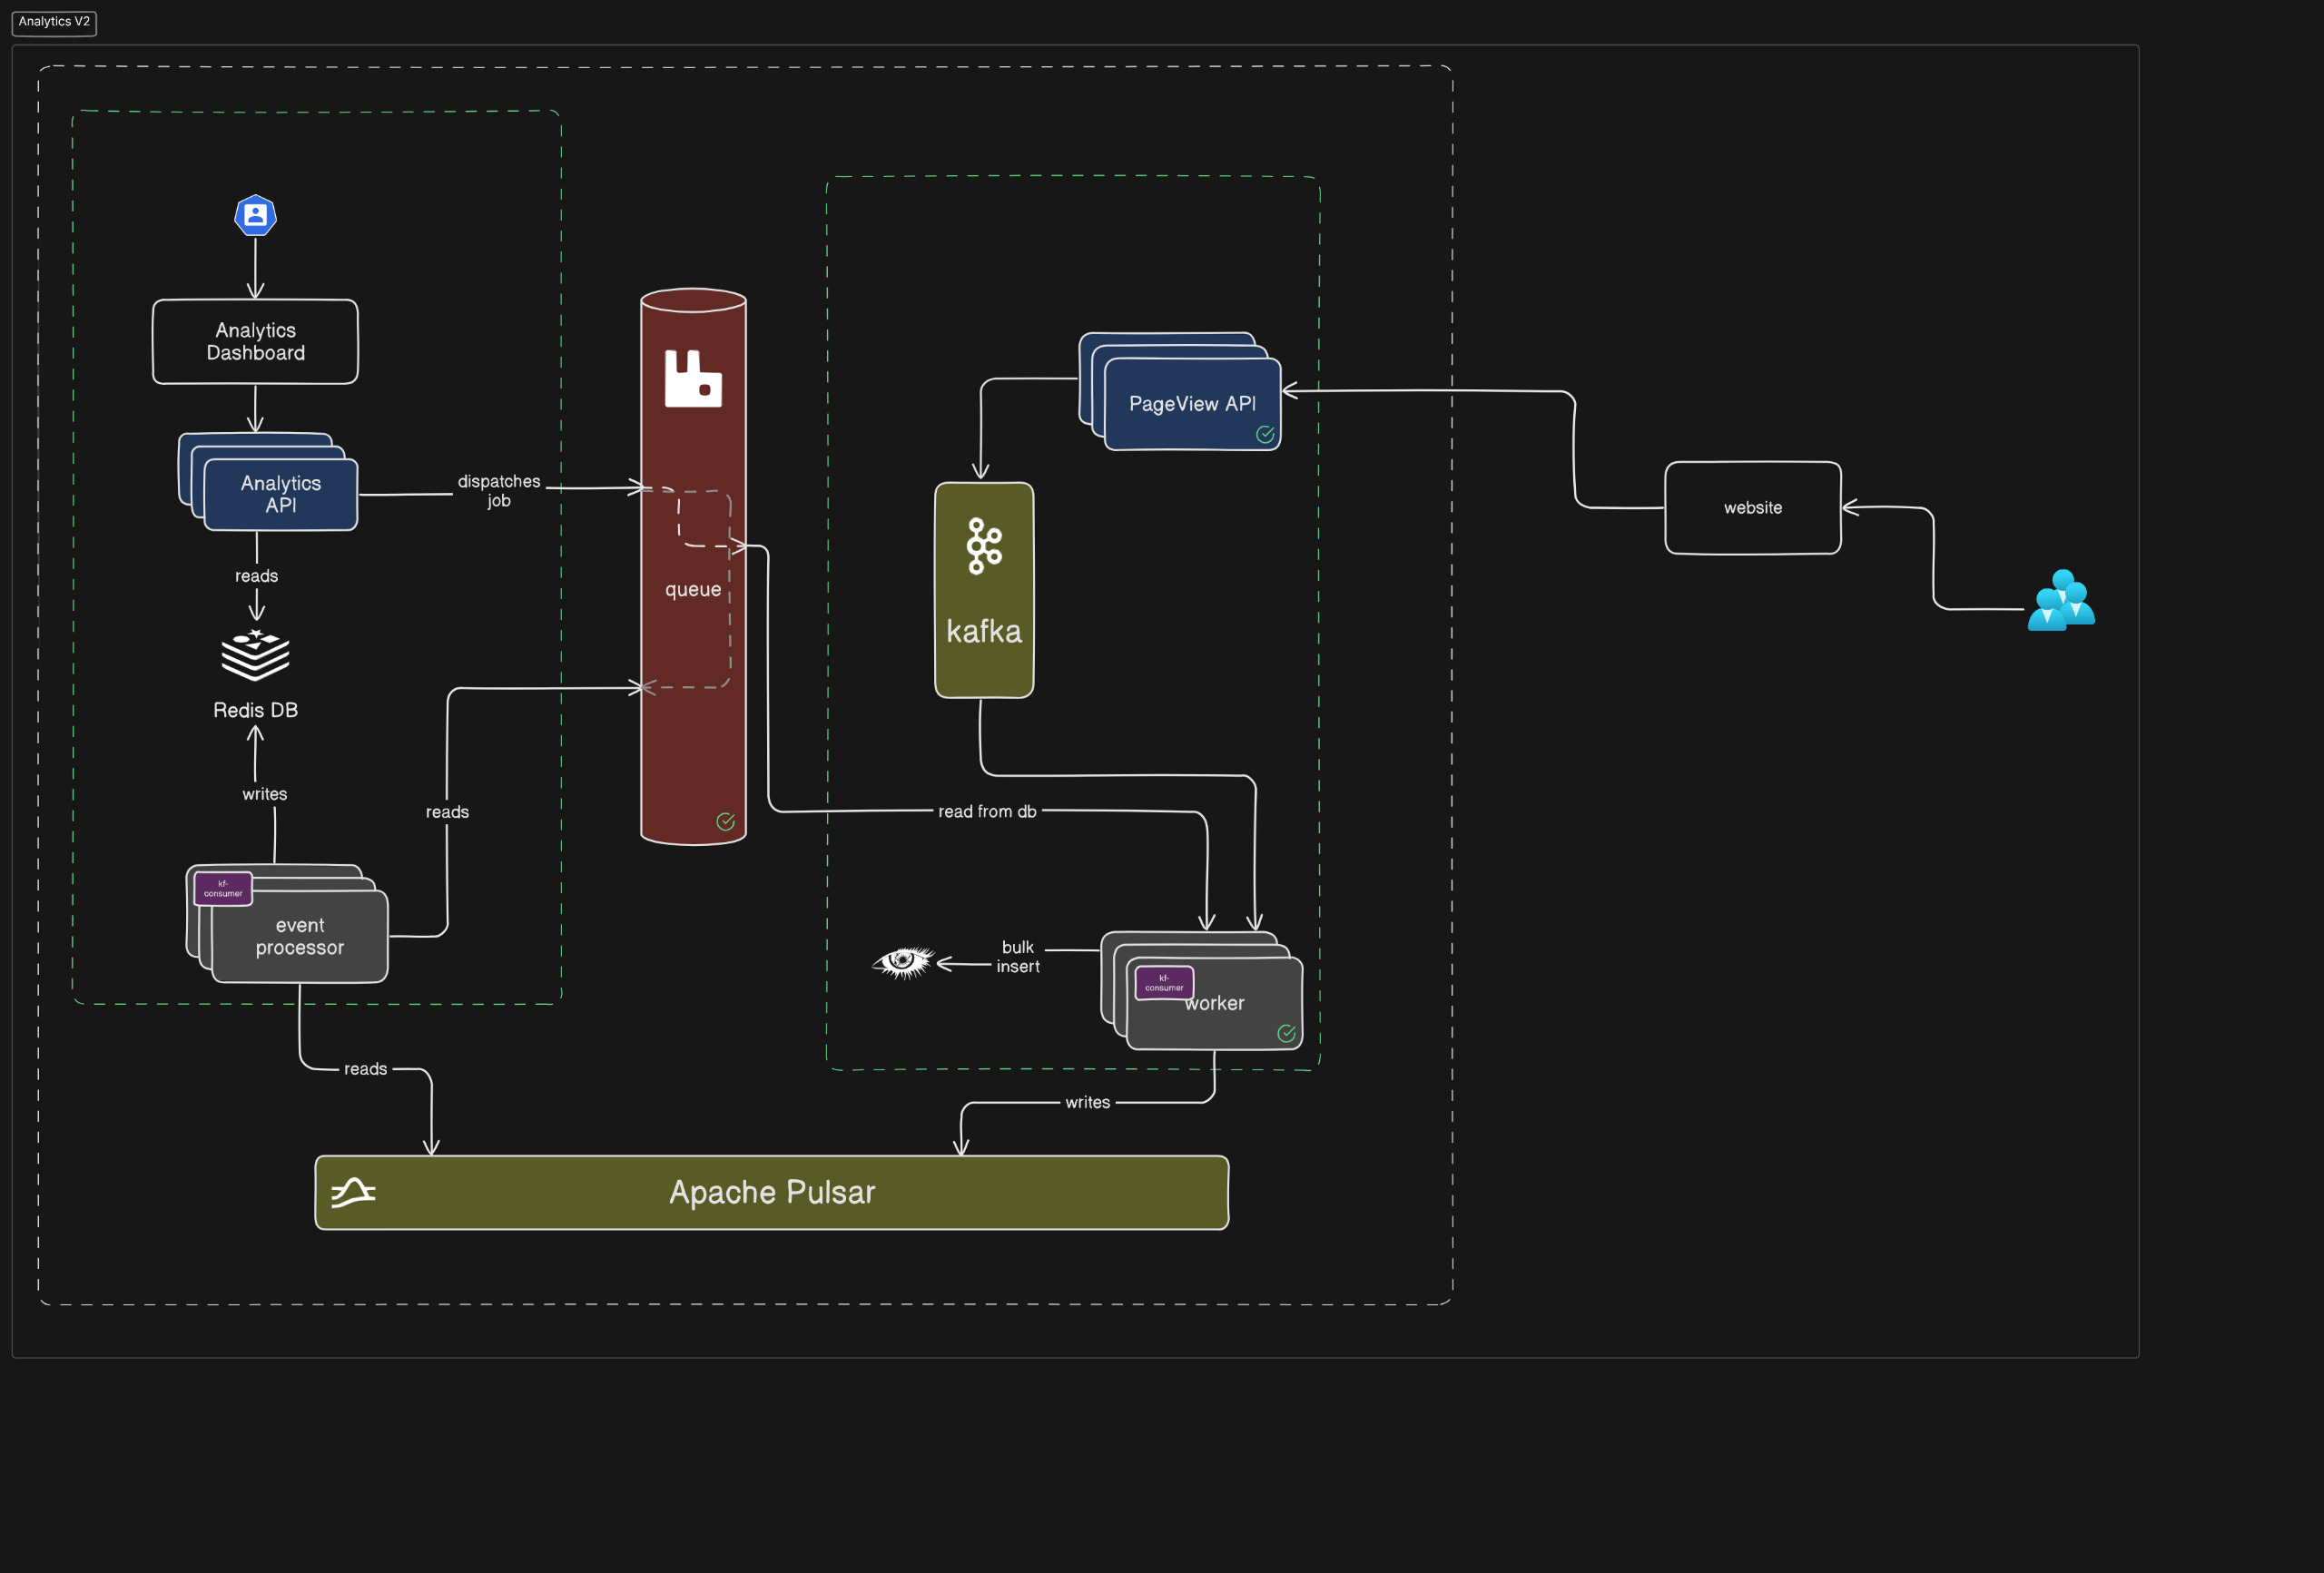 Analytics V2
Analytics
Dashboard
Analytics
API
dispatches
job
reads
Redis DB
writes
reads
kf-
consumer
event
processor
reads
queue
PageView API
kafka
read from db
bulk
insert
kf-
consumer
worker
writes
Apache Pulsar
website